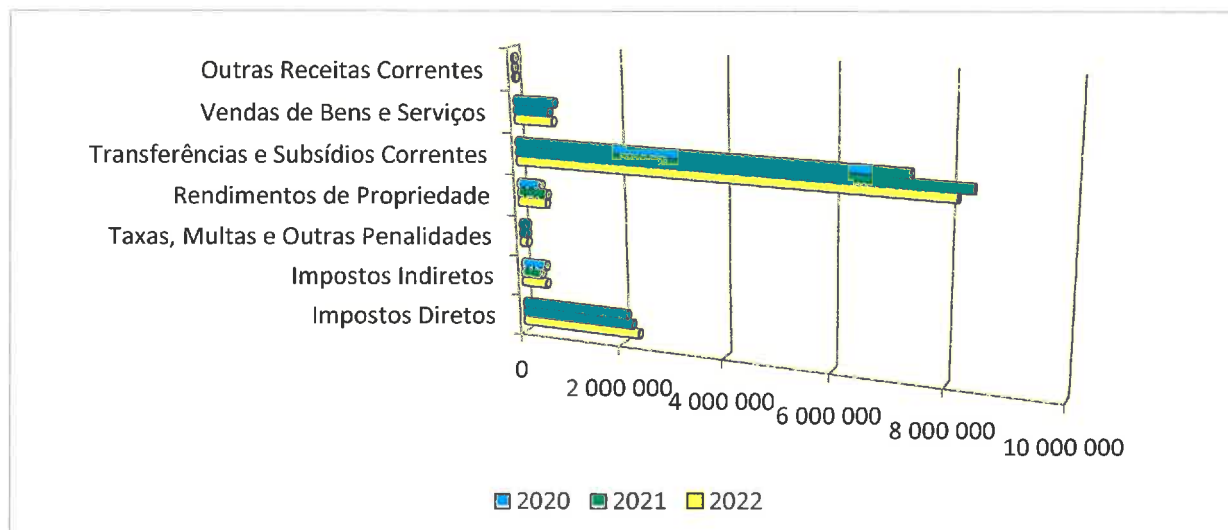 Outras Receitas Correntes
Vendas de Bens e Serviços
Transferências e Subsídios Correntes
Rendimentos de Propriedade
Taxas, Multas e Outras Penalidades
Impostos Indiretos
Impostos Diretos
0
2 000 000
4 000 000
6 000 000
8 000 000
10 000 000
2020 2021 2022